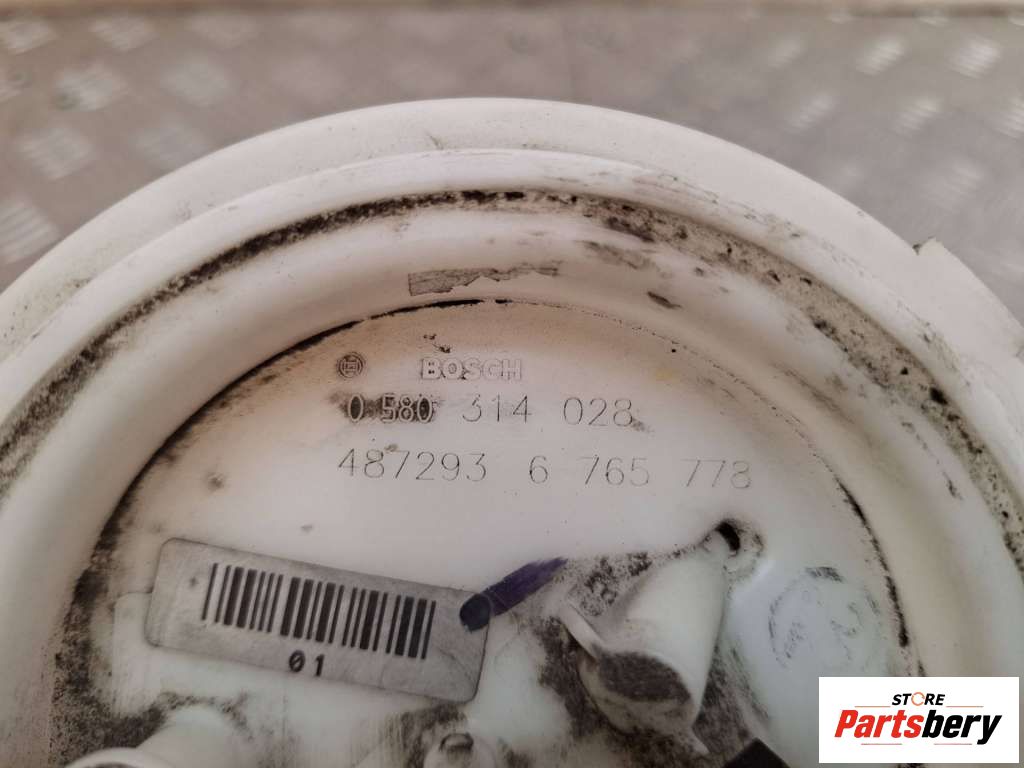 BOSCH
0 580 314 028
487293 6 765 778
01
STORE
Partsbery